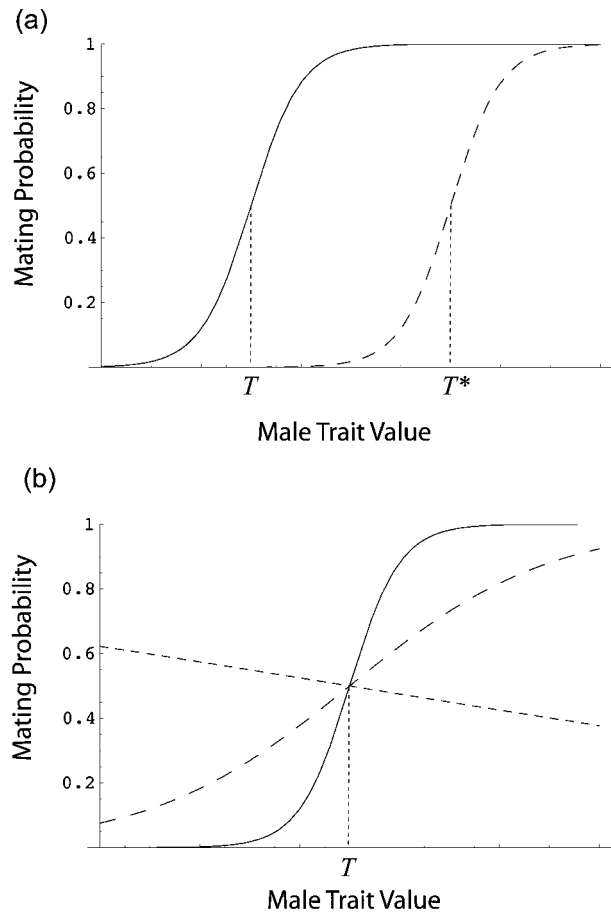 (a)
Mating Probability
1
0.8
0.6
0.4
0.2
T T*
Male Trait Value
(b)
Mating Probability
1
0.8
0.6
0.4
0.2
T
Male Trait Value